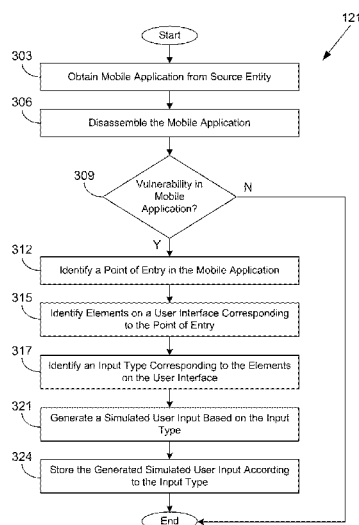 Start
121
303
Obtain Mobile Application from Source Entity
306
Disassemble the Mobile Application
309
Vulnerability in
Mobile
Application?
N
Y
312
Identify a Point of Entry in the Mobile Application
315
Identify Elements on a User Interface Corresponding
to the Point of Entry
317
Identify an Input Type Corresponding to the Elements
on the User Interface
321
Generate a Simulated User Input Based on the Input
Type
324
Store the Generated Simulated User Input According
to the Input Type
End